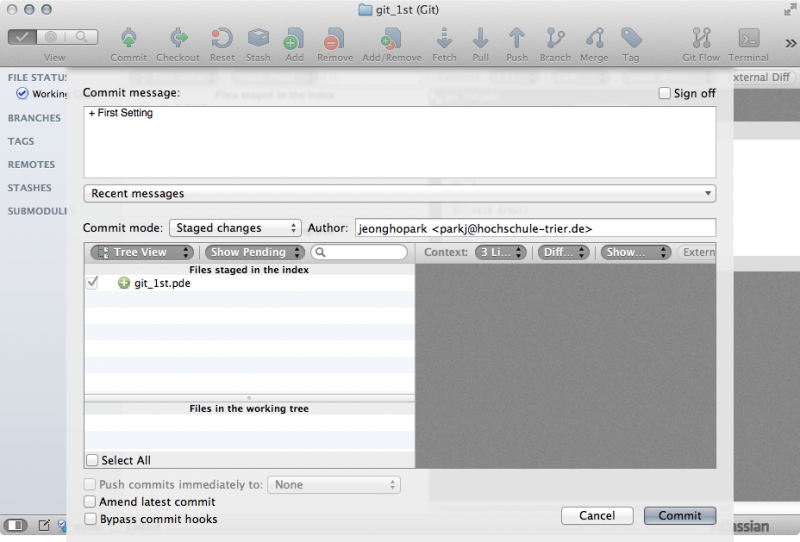 git_1st (Git)
View Commit Checkout Reset Stash Add Remove Add/Remove Fetch Pull Push Branch Merge Tag Git Flow Terminal »
FILE STATUS
Working
BRANCHES
TAGS
REMOTES
STASHES
SUBMODULES
xternal Diff
Commit message: Sign off
+ First Setting
Recent messages
Commit mode: Staged changes Author: jeonghopark <parkj@hochschule-trier.de>
Tree View Show Pending Context: 3 Li... Diff... Show... Extern
Files staged in the index
git_1st.pde
Files in the working tree
Select All
Push commits immediately to: None
Amend latest commit
Bypass commit hooks
Cancel Commit
assian